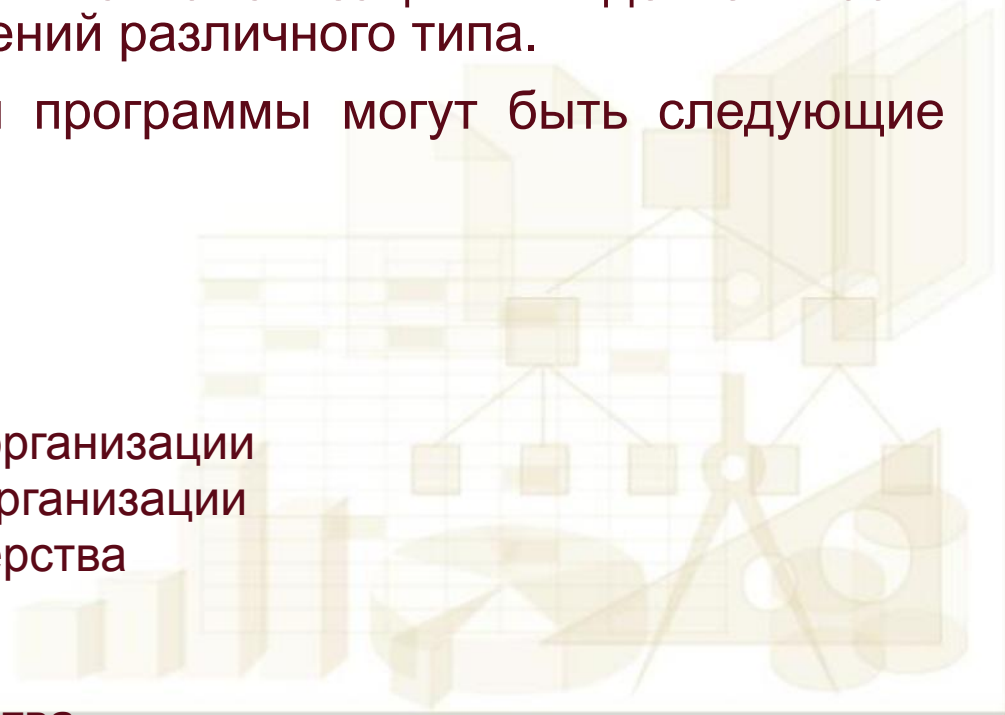 ений различного типа.
программы могут быть следующие
рганизации
рганизации
ерства